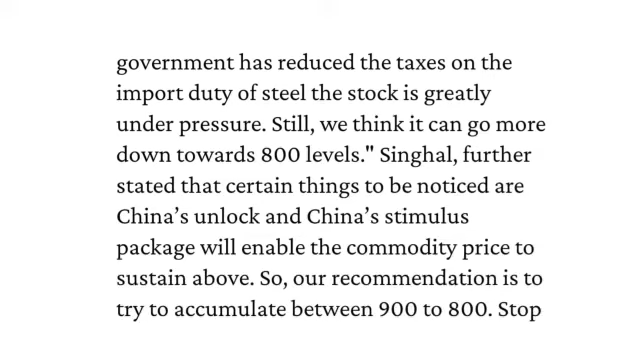 government has reduced the taxes on the
import duty of steel the stock is greatly
under pressure. Still, we think it can go more
down towards 800 levels." Singhal, further
stated that certain things to be noticed are
China’s unlock and China’s stimulus
package will enable the commodity price to
sustain above. So, our recommendation is to
try to accumulate between 900 to 800. Stop